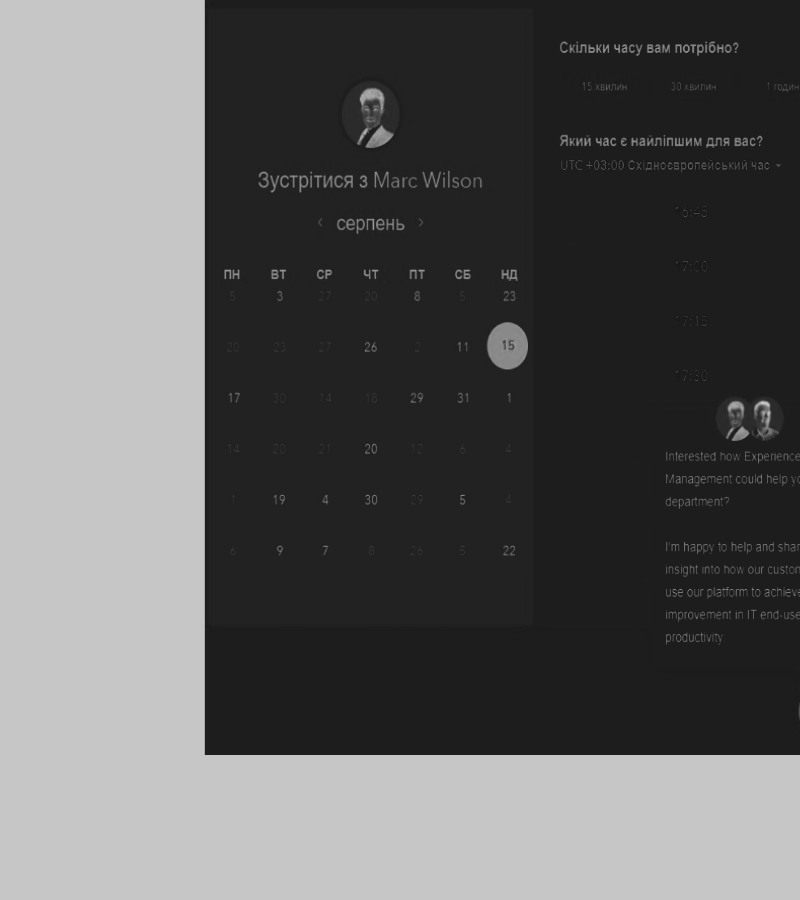 Зустрітися з Marc Wilson
серпень
ПН ВТ СР ЧТ ПТ СБ НД
5 3 27 20 8 5 23
20 23 27 26 2 11 15
17 30 14 18 29 31 1
14 20 21 20 12 6 4
1 19 4 30 29 5 4
6 9 7 8 26 5 22
Скільки часу вам потрібно?
15 хвилин 30 хвилин 1 годин
Який час є найліпшим для вас?
UTC +03:00 Східноєвропейський час
16:45
17:00
17:15
17:30
Interested how Experience
Management could help yo
department?
I'm happy to help and shar
insight into how our custom
use our platform to achieve
improvement in IT end-use
productivity.